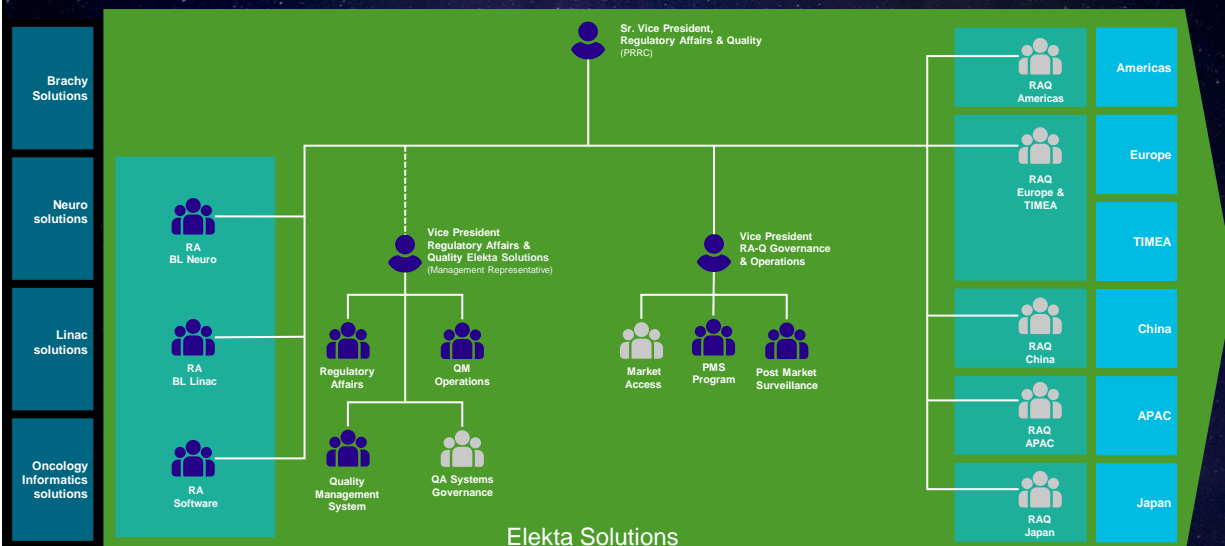 Brachy
Solutions
Neuro
solutions
Linac
solutions
Oncology
Informatics
solutions
RA
BL Neuro
RA
BL Linac
RA
Software
Sr. Vice President,
Regulatory Affairs & Quality
(PRRC)
Vice President
Regulatory Affairs &
Quality Elekta Solutions
(Management Representative)
Regulatory
Affairs
QM
Operations
Quality
Management
System
QA Systems
Governance
Vice President
RA-Q Governance
& Operations
Market
Access
PMS
Program
Post Market
Surveillance
RAQ
Americas
RAQ
Europe &
TIMEA
RAQ
China
RAQ
APAC
RAQ
Japan
Americas
Europe
TIMEA
China
APAC
Japan
Elekta Solutions